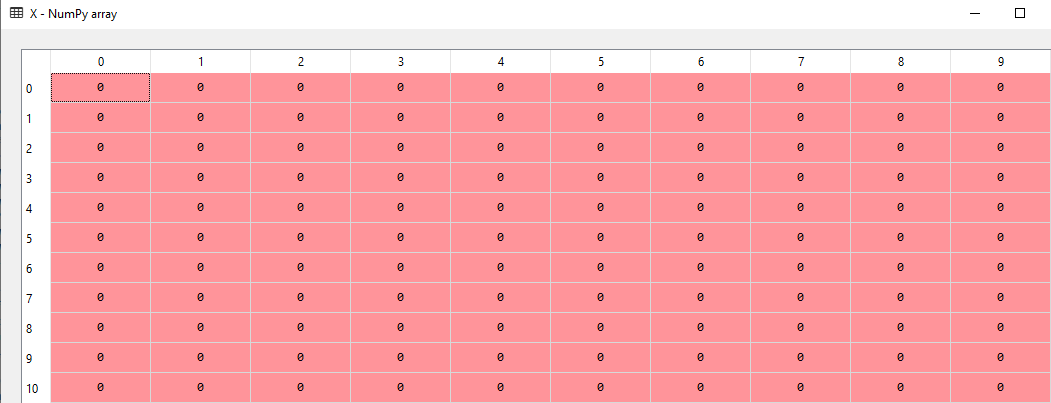 X - NumPy array
0 1 2 3 4 5 6 7 8 9
0 0 0 0 0 0 0 0 0 0 0
1 0 0 0 0 0 0 0 0 0 0
2 0 0 0 0 0 0 0 0 0 0
3 0 0 0 0 0 0 0 0 0 0
4 0 0 0 0 0 0 0 0 0 0
5 0 0 0 0 0 0 0 0 0 0
6 0 0 0 0 0 0 0 0 0 0
7 0 0 0 0 0 0 0 0 0 0
8 0 0 0 0 0 0 0 0 0 0
9 0 0 0 0 0 0 0 0 0 0
10 0 0 0 0 0 0 0 0 0 0